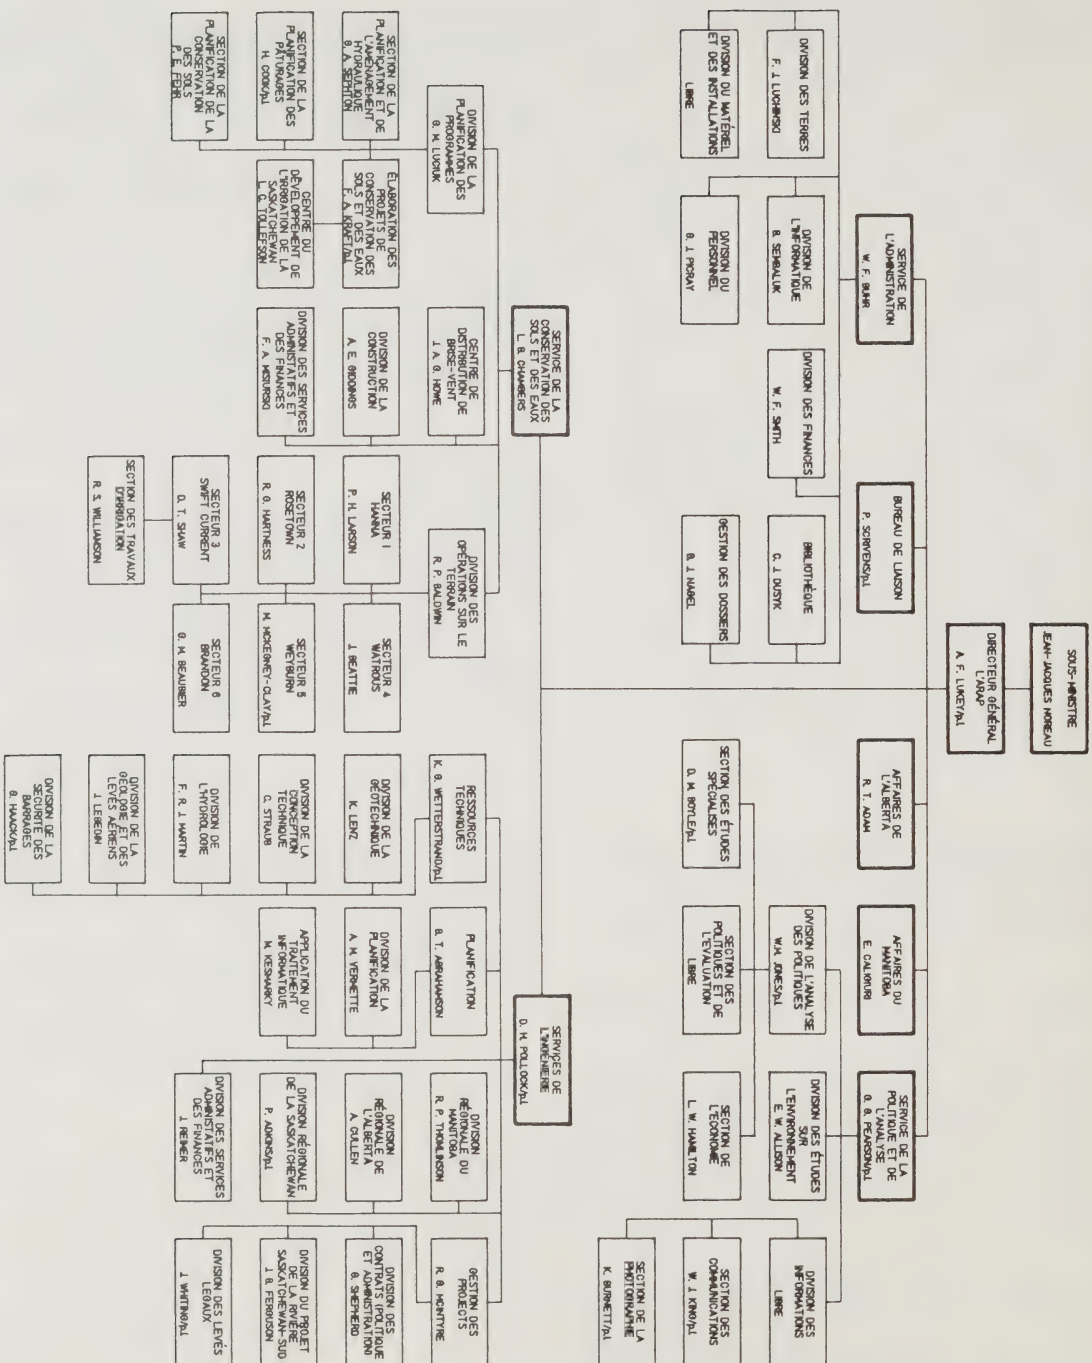 SOUS-MINISTRE
JEAN-JACQUES NOREAU
DIRECTEUR GÉNÉRAL
L'ARAP
A. F. LUKEY/p.i.
SERVICE DE
L'ADMINISTRATION
W. F. BUHR
BUREAU DE LIAISON
P. SCRIVENS/p.i.
AFFAIRES DE
L'ALBERTA
R. T. ADAM
AFFAIRES DU
MANITOBA
E. CALIGIURI
SERVICE DE LA
POLITIQUE ET DE
L'ANALYSE
G. G. PEARSON/p.i.
DIVISION DES TERRES
F. J. LUCHINSKI
DIVISION DU MATÉRIEL
ET DES INSTALLATIONS
LIBRE
DIVISION DE
L'INFORMATIQUE
B. SEMBALUK
DIVISION DU
PERSONNEL
G. J. PICRAY
DIVISION DES FINANCES
W. F. SMITH
BIBLIOTHÈQUE
C. J. DUSYK
GESTION DES DOSSIERS
B. J. NAGEL
DIVISION DE L'ANALYSE
DES POLITIQUES
W.M. JONES/p.i.
SECTION DES ÉTUDES
SPÉCIALISÉS
D. M. BOYLE/p.i.
SECTION DES
POLITIQUES ET DE
L'ÉVALUATION
LIBRE
SECTION DE
L'ÉCONOMIE
L. W. HAMILTON
DIVISION DES ÉTUDES
SUR
L'ENVIRONNEMENT
E. W. ALLISON
DIVISION DES
INFORMATIONS
LIBRE
SECTION DES
COMMUNICATIONS
W. J. KING/p.i.
SECTION DE LA
PHOTOGRAPHIE
K. BURNETT/p.i.
SERVICE DE LA
CONSERVATION DES
SOLS ET DES EAUX
L. B. CHAMBERS
DIVISION DE LA
PLANIFICATION DES
PROGRAMMES
G. M. LUCIUK
SECTION DE LA
PLANIFICATION ET DE
L'AMÉNAGEMENT
HYDRAULIQUE
G. A. SEPHTON
SECTION DE LA
PLANIFICATION DES
PÂTURAGES
H. COOK/p.i.
SECTION DE LA
PLANIFICATION DE LA
CONSERVATION
DES SOLS
P. E. FEHR
ÉLABORATION DES
PROJETS DE
CONSERVATION DES
SOLS ET DES EAUX
F. A. KRAFT/p.i.
CENTRE DU
DÉVELOPPEMENT DE
L'IRRIGATION DE LA
SASKATCHEWAN
L. C. TOLLEFSON
CENTRE DE
DISTRIBUTION DE
BRISE-VENT
J. A. G. HOWE
DIVISION DE LA
CONSTRUCTION
A. E. GIDDINGS
DIVISION DES SERVICES
ADMINISTATIFS ET
DES FINANCES
F. A. MISIURSKI
DIVISION DES
OPÉRATIONS SUR LE
TERRAIN
R. P. BALDWIN
SECTEUR 1
HANNA
P. H. LARSON
SECTEUR 2
ROSETOWN
R. G. HARTNESS
SECTEUR 3
SWIFT CURRENT
D. T. SHAW
SECTION DES TRAVAUX
D'IRRIGATION
R. S. WILLIAMSON
SECTEUR 4
WATROUS
J. BEATTIE
SECTEUR 5
WEYBURN
M. MCKEGNEY-CLAY/p.i.
SECTEUR 6
BRANDON
G. M. BEAUBIER
SERVICES DE
L'INGÉNIERIE
D. H. POLLOCK/p.i.
RESSOURCES
TECHNIQUES
K. G. WETTERSTRAND/p.i.
DIVISION DE LA
GÉOTECHNIQUE
K. LENZ
DIVISION DE LA
CONCEPTION
TECHNIQUE
C. STRAUB
DIVISION DE
L'HYDROLOGIE
F. R. J. MARTIN
DIVISION DE LA
GÉOLOGIE ET DES
LEVÉS AÉRIENS
J. LEBEDIN
DIVISION DE LA
SÉCURITÉ DES
BARRAGES
G. HAACK/p.i.
PLANIFICATION
B. T. ABRAHAMSON
DIVISION DE LA
PLANIFICATION
A. M. VERMETTE
APPLICATION DU
TRAITEMENT
INFORMATIQUE
M. KESMARKY
DIVISION
RÉGIONALE DU
MANITOBA
R. P. THOMLINSON
DIVISION
RÉGIONALE DE
L'ALBERTA
A. CULLEN
DIVISION RÉGIONALE
DE LA SASKATCHEWAN
P. ADKINS/p.i.
DIVISION DES SERVICES
ADMINISTATIFS ET
DES FINANCES
J. REIMER
GESTION DES
PROJECTS
R. G. MCINTYRE
DIVISION DES
CONTRATS (POLITIQUE
ET ADMINISTRATION)
G. SHEPHERD
DIVISION DU PROJET
DE LA RIVIÈRE
SASKATCHEWAN-SUD
J. G. FERGUSON
DIVISION DES LEVÉS
LEGAUX
J. WHITING/p.i.